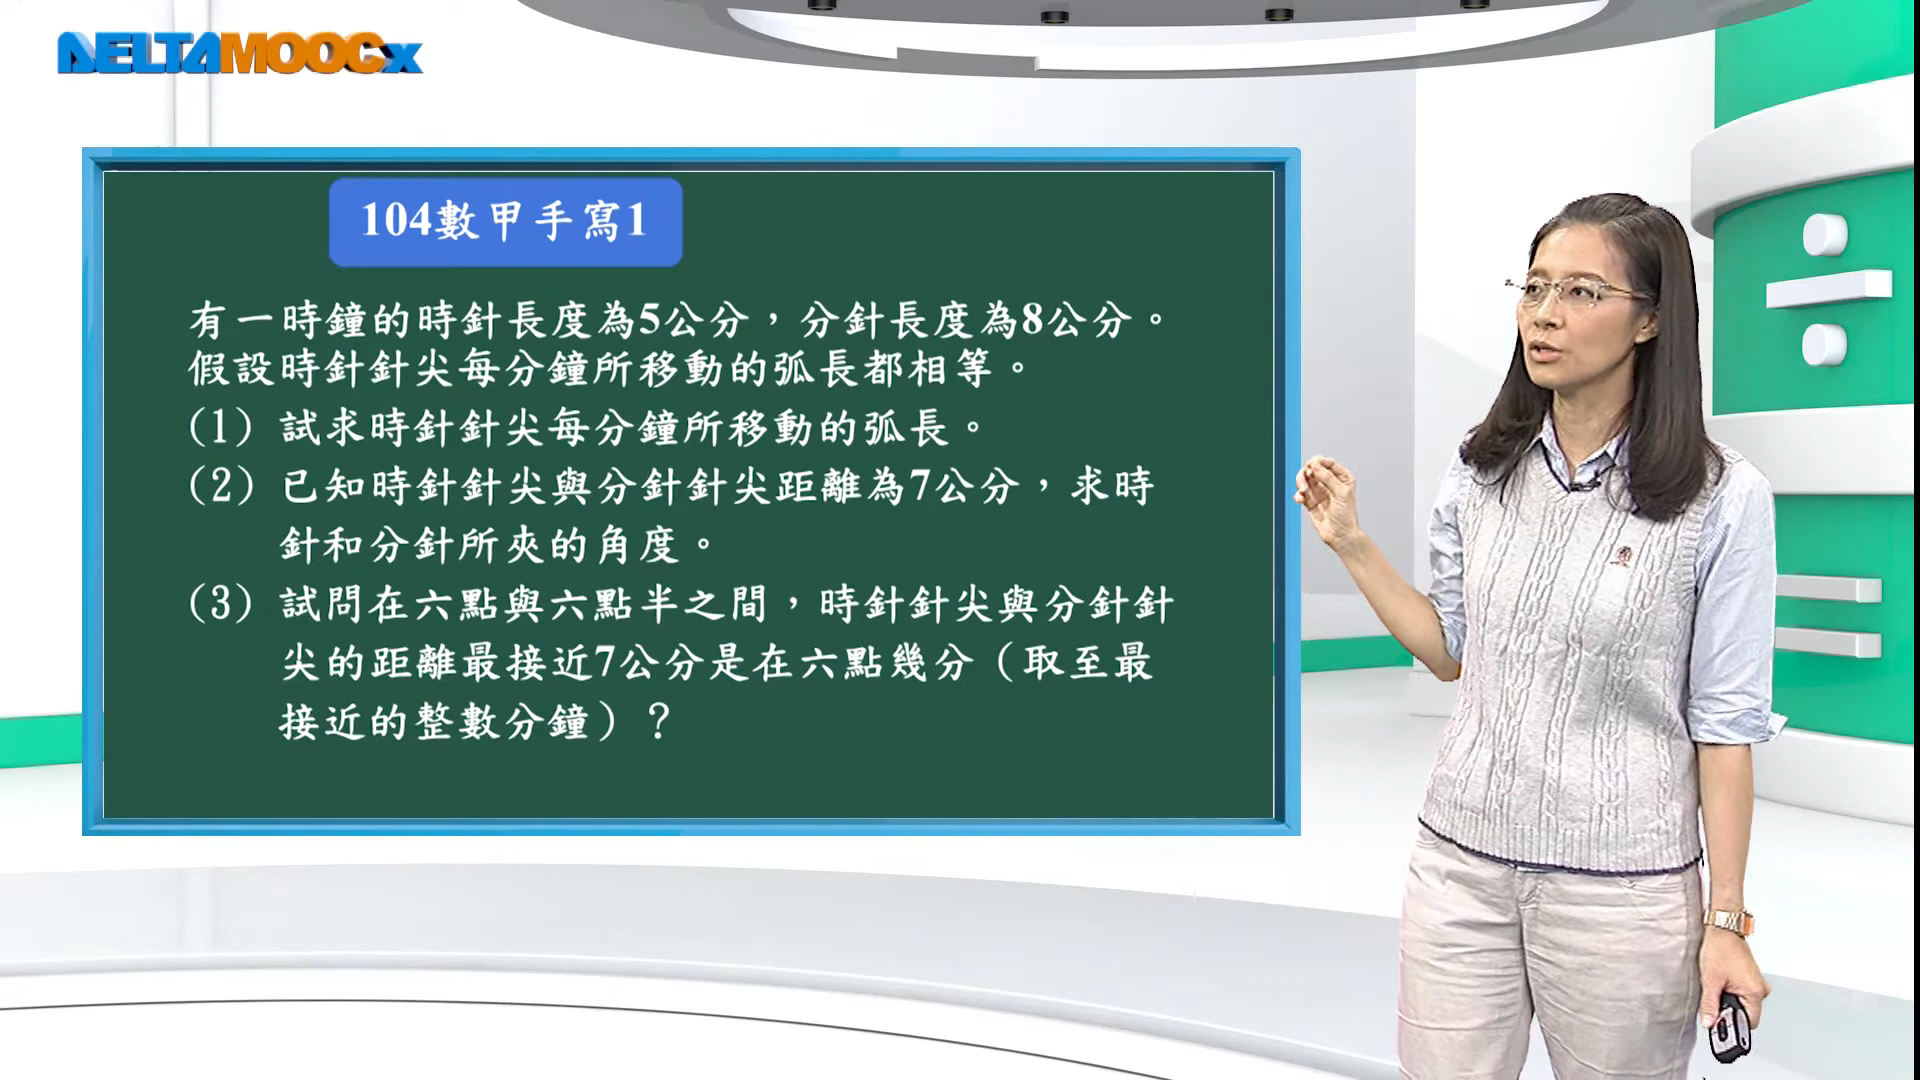 DELTAMOOCx
104數甲手寫1
有一時鐘的時針長度為5公分，分針長度為8公分。
假設時針針尖每分鐘所移動的弧長都相等。
(1) 試求時針針尖每分鐘所移動的弧長。
(2) 已知時針針尖與分針針尖距離為7公分，求時
針和分針所夾的角度。
(3) 試問在六點與六點半之間，時針針尖與分針針
尖的距離最接近7公分是在六點幾分（取至最
接近的整數分鐘）？